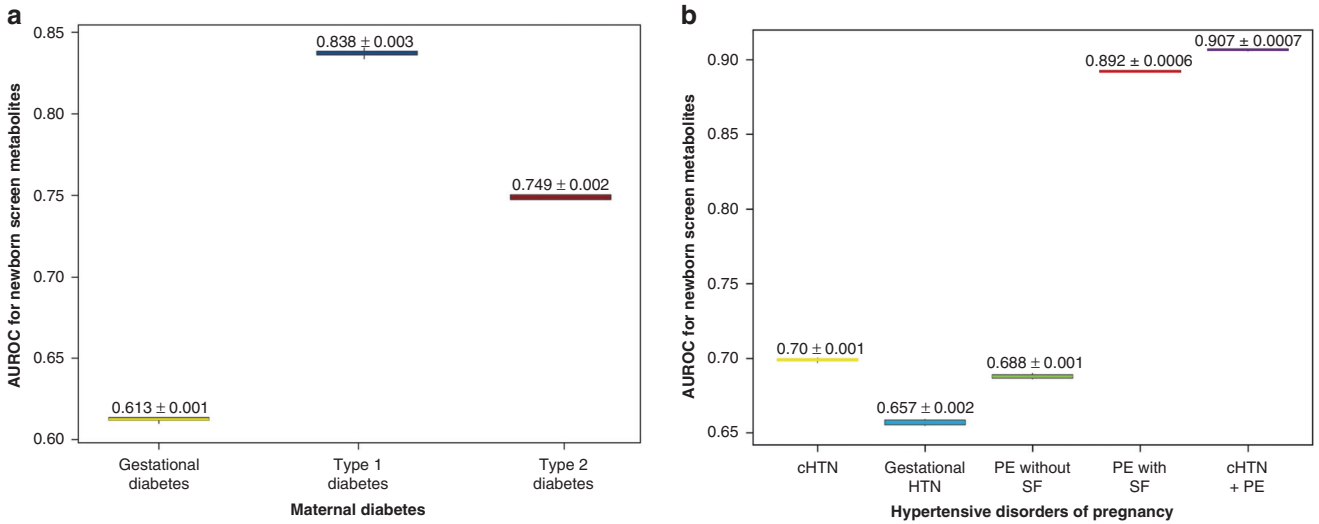 a
AUROC for newborn screen metabolites
0.85
0.80
0.75
0.70
0.65
0.60
0.613 ± 0.001
0.838 ± 0.003
0.749 ± 0.002
Gestational
diabetes
Type 1
diabetes
Type 2
diabetes
Maternal diabetes
b
AUROC for newborn screen metabolites
0.90
0.85
0.80
0.75
0.70
0.65
0.70 ± 0.001
0.657 ± 0.002
0.688 ± 0.001
0.892 ± 0.0006
0.907 ± 0.0007
cHTN
Gestational
HTN
PE without
SF
PE with
SF
cHTN
+ PE
Hypertensive disorders of pregnancy